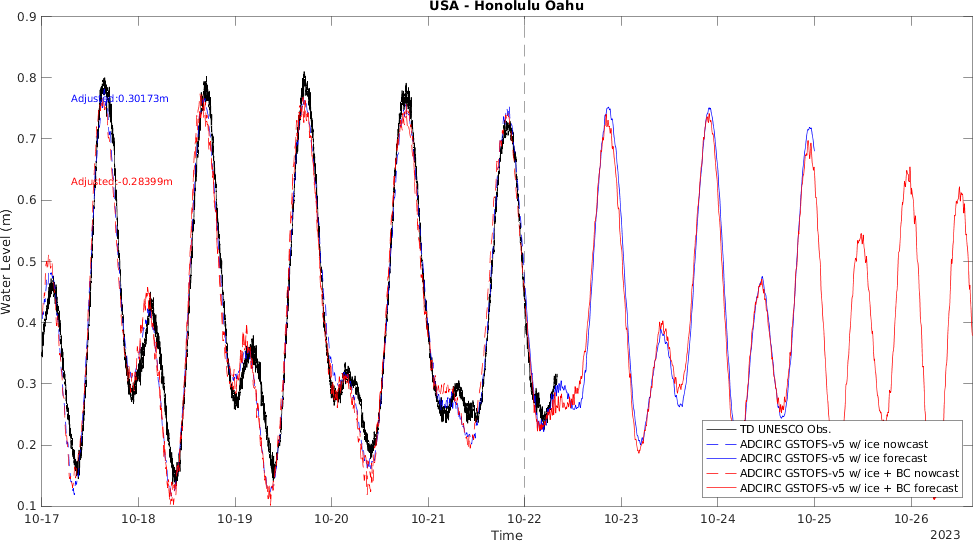 USA - Honolulu Oahu
0.9
0.8
0.7
0.6
0.5
0.4
0.3
0.2
0.1
Water Level (m)
Adjusted:0.30173m
Adjusted:-0.28399m
TD UNESCO Obs.
ADCIRC GSTOFS-v5 w/ ice nowcast
ADCIRC GSTOFS-v5 w/ ice forecast
ADCIRC GSTOFS-v5 w/ ice + BC nowcast
ADCIRC GSTOFS-v5 w/ ice + BC forecast
10-17 10-18 10-19 10-20 10-21 10-22 10-23 10-24 10-25 10-26
Time
2023